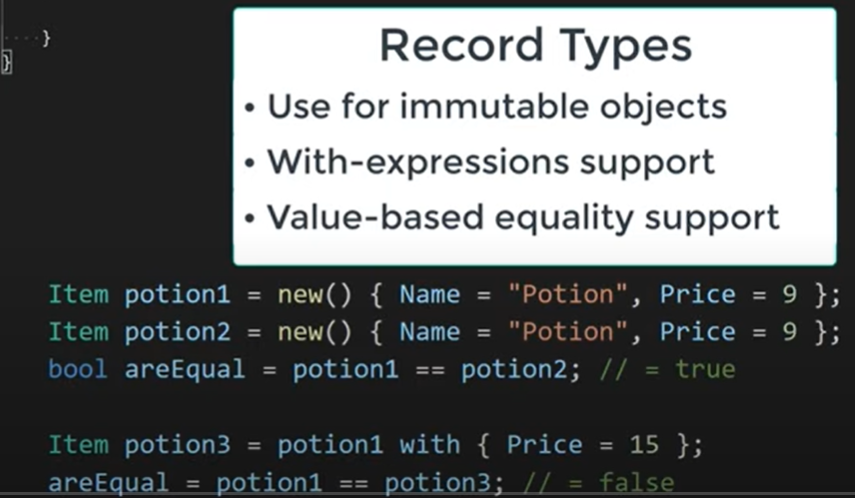 }
}
Record Types
• Use for immutable objects
• With-expressions support
• Value-based equality support
Item potion1 = new() { Name = "Potion", Price = 9 };
Item potion2 = new() { Name = "Potion", Price = 9 };
bool areEqual = potion1 == potion2; // = true
Item potion3 = potion1 with { Price = 15 };
areEqual = potion1 == potion3; // = false